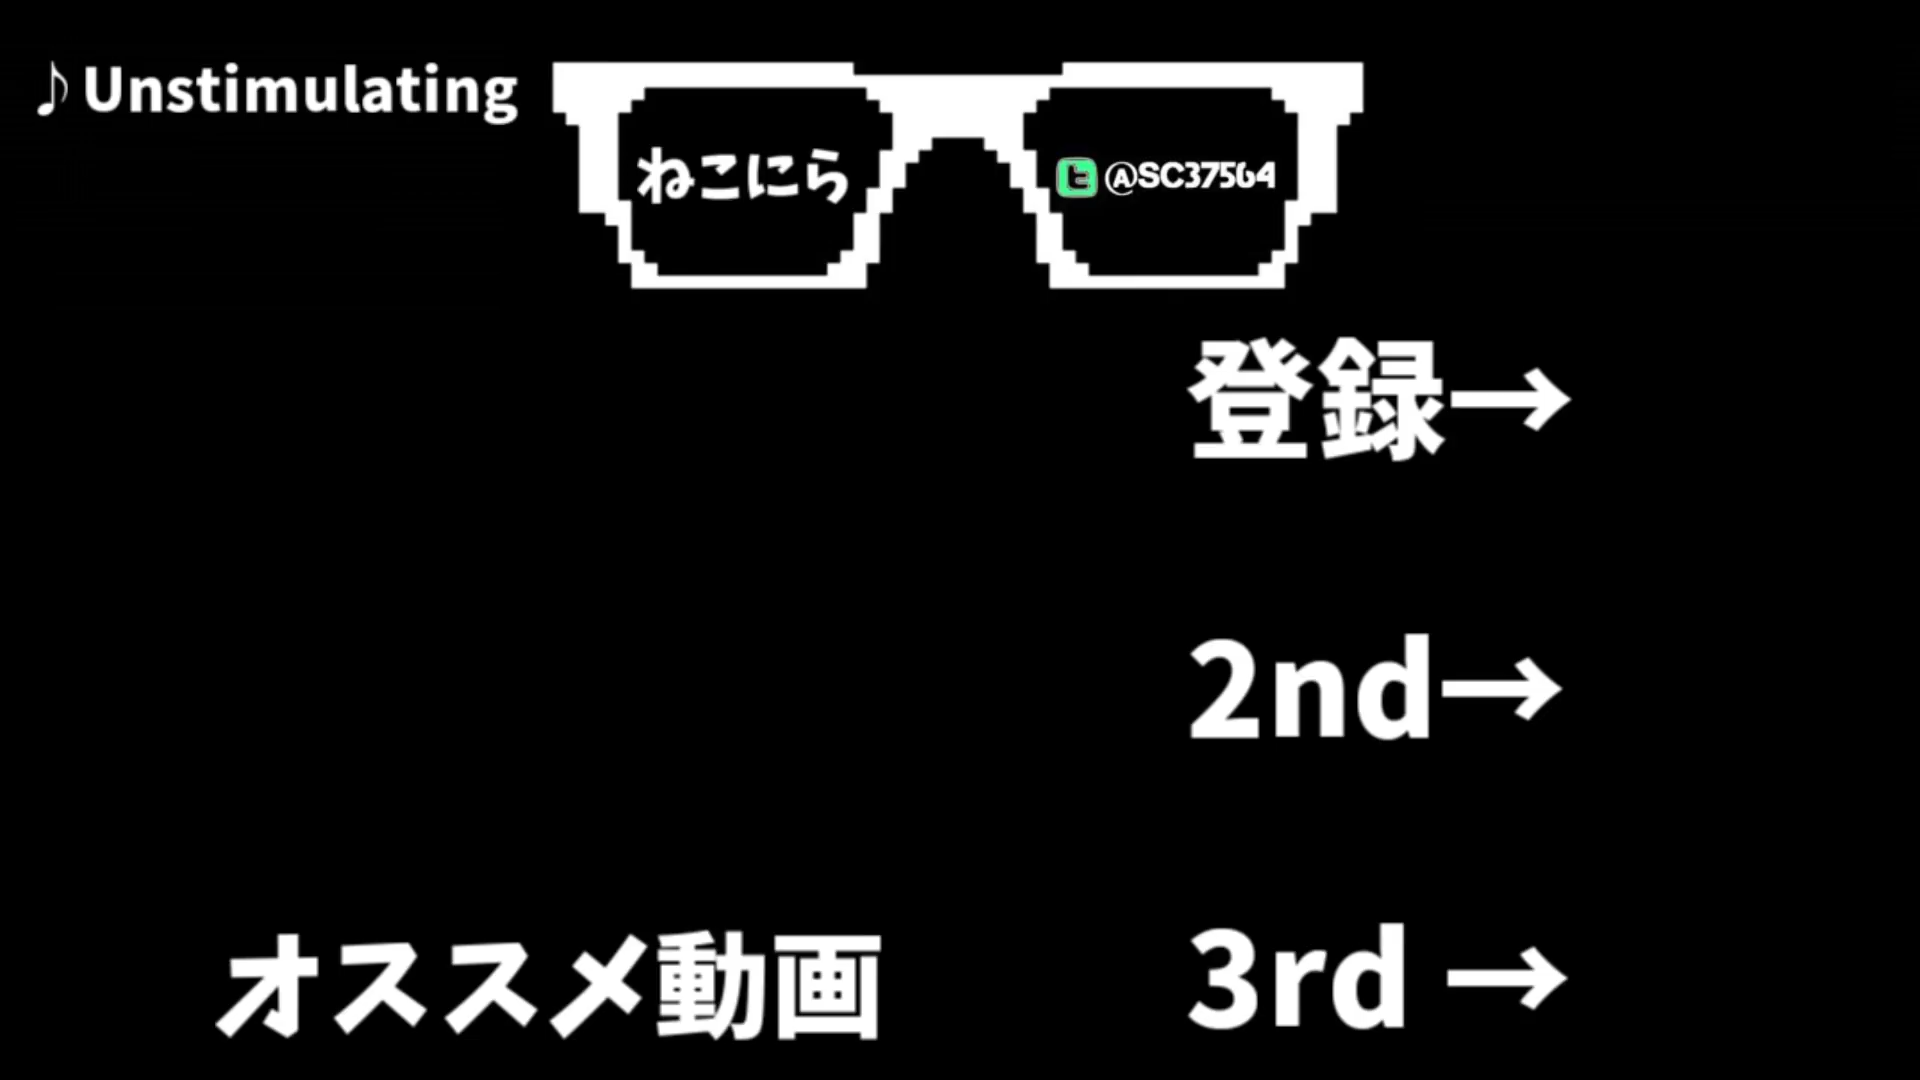 ♪Unstimulating
ねこにら
@SC37564
登録→
2nd→
オススメ動画
3rd →